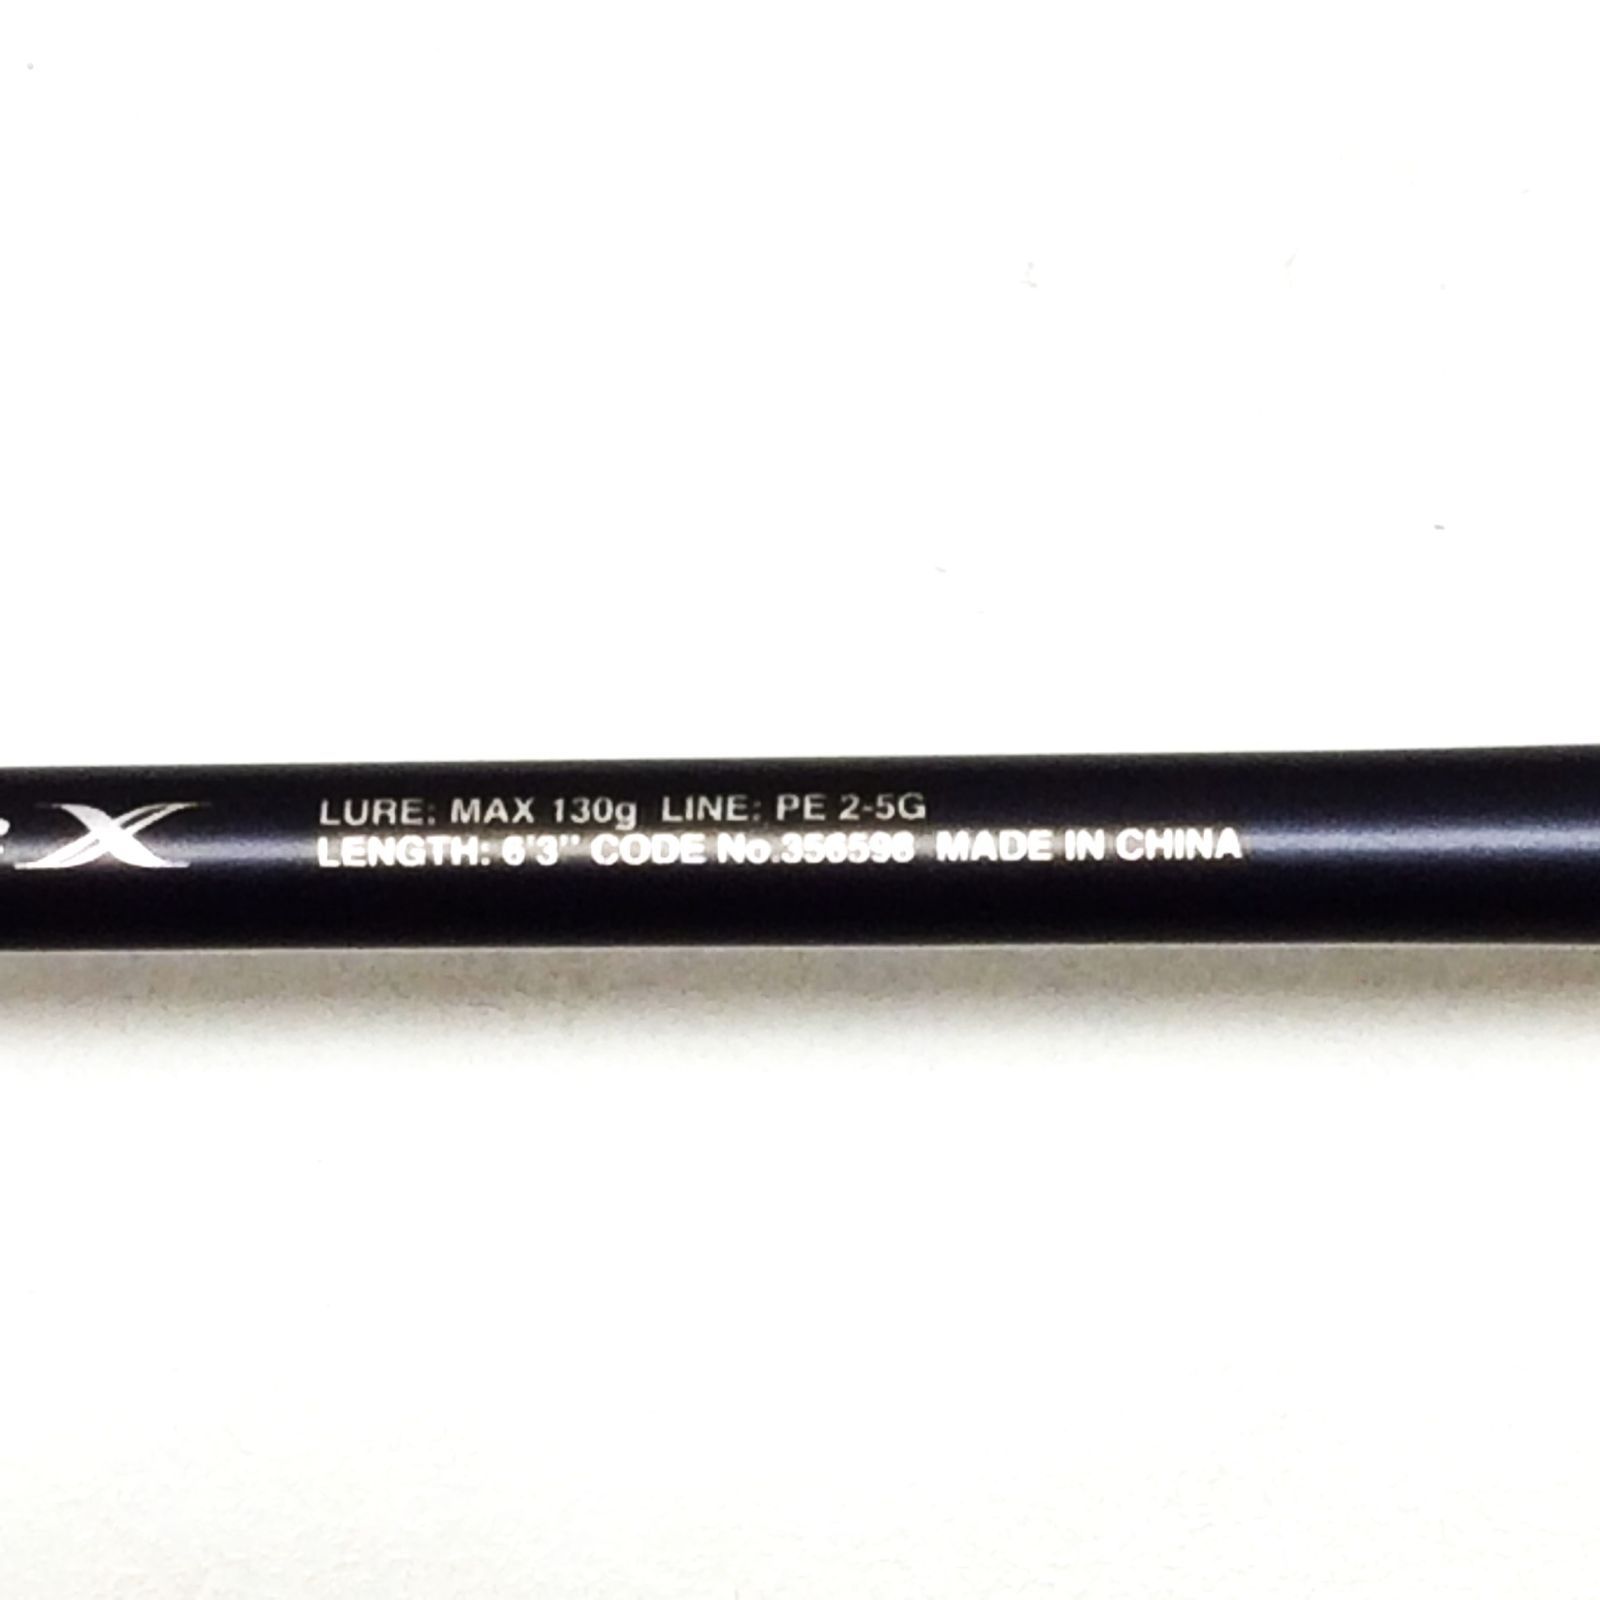 X
LURE: MAX 130g LINE: PE 2-5G
LENGTH: 6'3" CODE No.356598 MADE IN CHINA